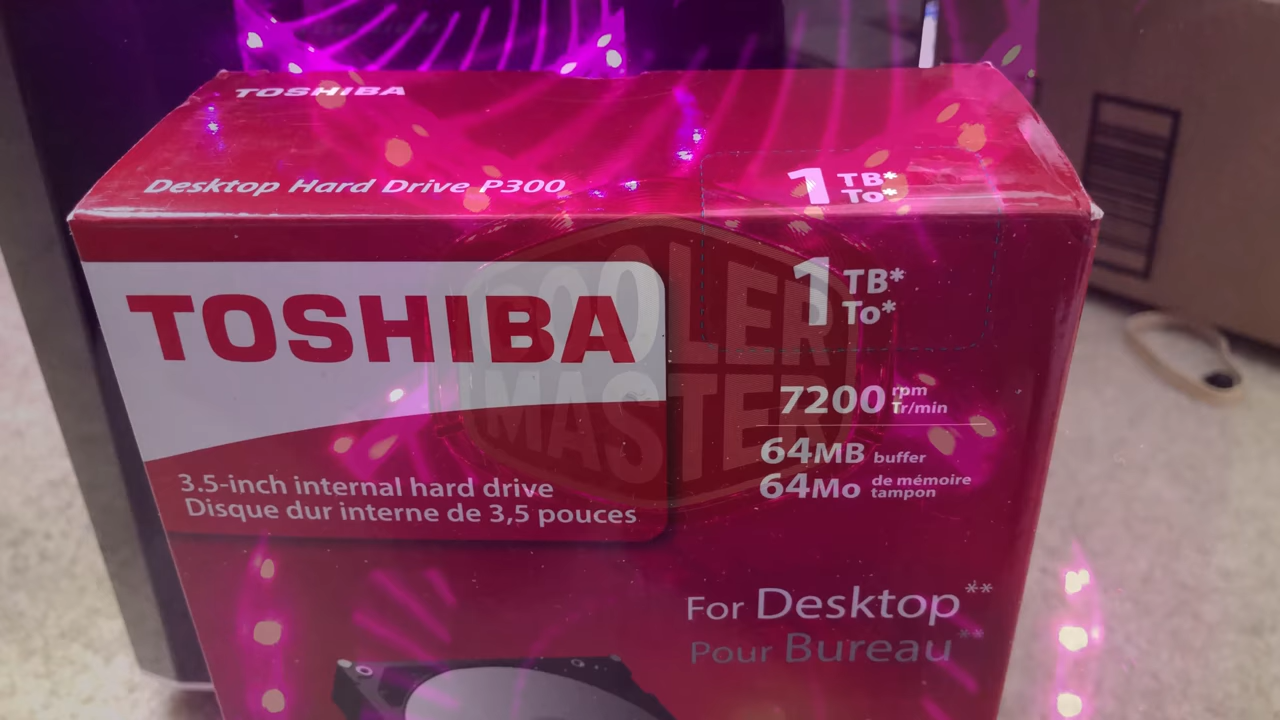 TOSHIBA
Desktop Hard Drive P300
1 TB*
To*
TOSHIBA
1 TB*
To*
COOLER
MASTER
7200 rpm
Tr/min
64MB buffer
64Mo de mémoire
tampon
3.5-inch internal hard drive
Disque dur interne de 3,5 pouces
For Desktop**
Pour Bureau**